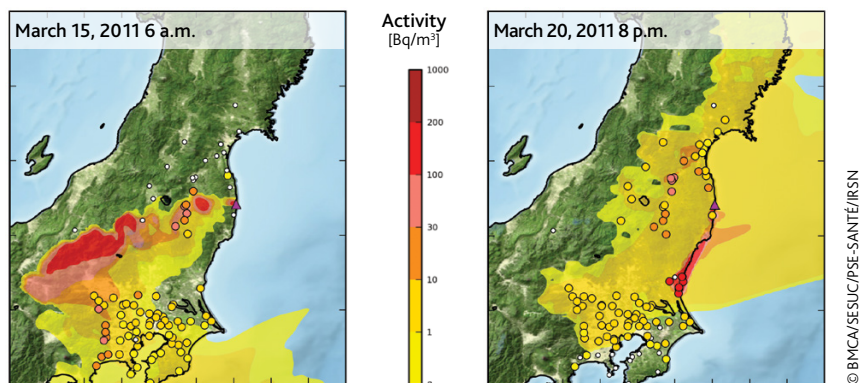 March 15, 2011 6 a.m.
Activity
[Bq/m³]
1000
200
100
30
10
1
March 20, 2011 8 p.m.
© BMCA/SESUC/PSE-SANTÉ/IRSN